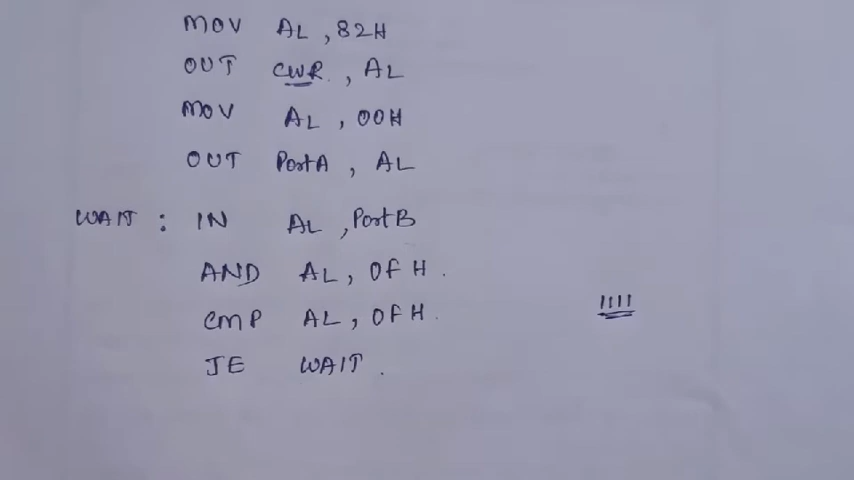 MOV AL , 82H
OUT CWR . , AL
MOV AL , 00H
OUT PortA , AL
WAIT : IN AL , PortB
AND AL , 0FH .
CMP AL , 0FH .
1111
JE WAIT .